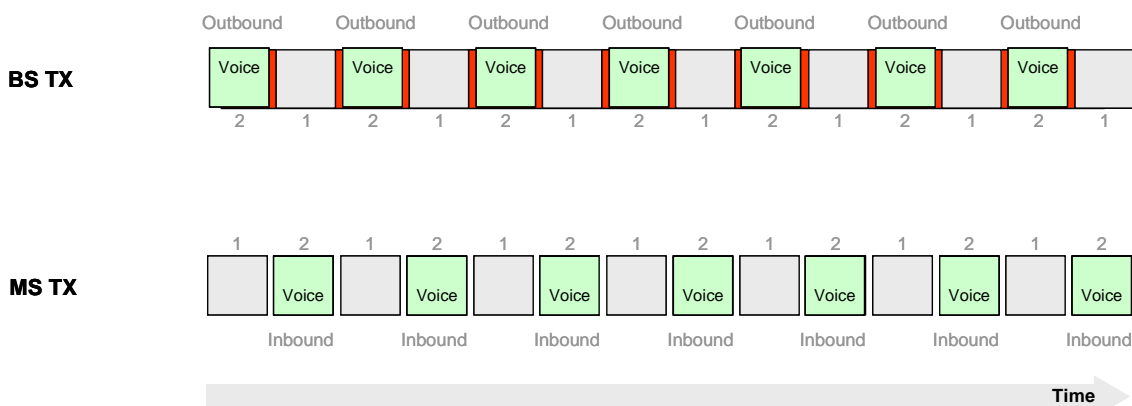 Outbound Outbound Outbound Outbound Outbound Outbound Outbound
BS TX Voice Voice Voice Voice Voice Voice Voice
2 1 2 1 2 1 2 1 2 1 2 1 2 1
1 2 1 2 1 2 1 2 1 2 1 2 1 2
MS TX Voice Voice Voice Voice Voice Voice Voice
Inbound Inbound Inbound Inbound Inbound Inbound Inbound
Time